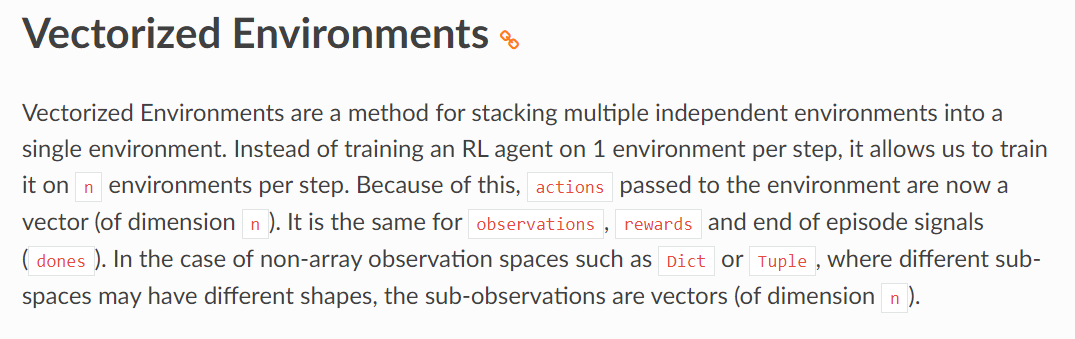 Vectorized Environments
Vectorized Environments are a method for stacking multiple independent environments into a
single environment. Instead of training an RL agent on 1 environment per step, it allows us to train
it on n environments per step. Because of this, actions passed to the environment are now a
vector (of dimension n ). It is the same for observations , rewards and end of episode signals
( dones ). In the case of non-array observation spaces such as Dict or Tuple , where different sub-
spaces may have different shapes, the sub-observations are vectors (of dimension n ).